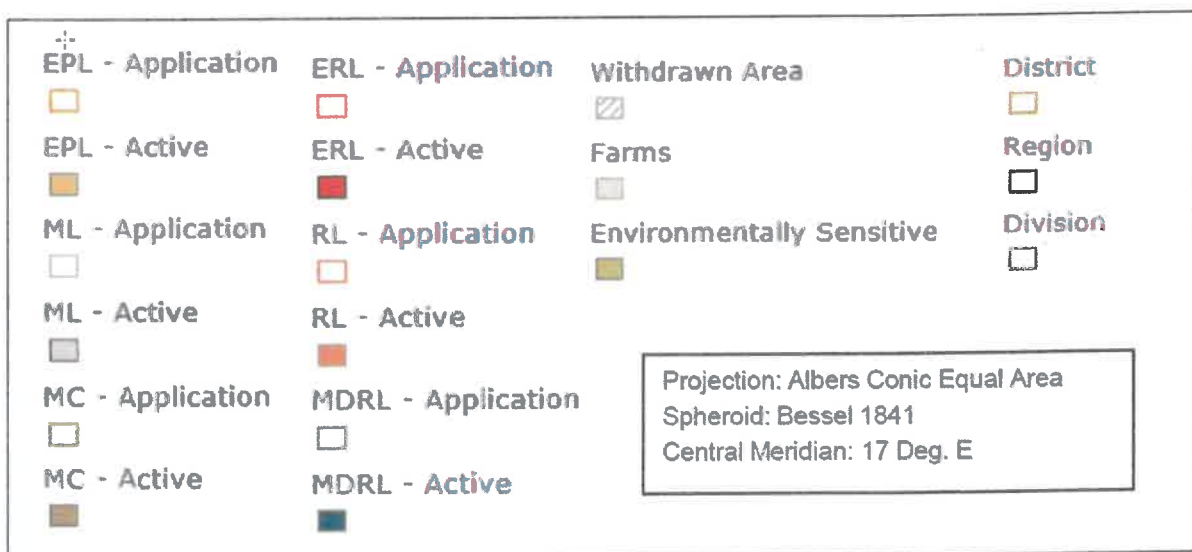 EPL - Application
EPL - Active
ML - Application
ML - Active
MC - Application
MC - Active
ERL - Application
ERL - Active
RL - Application
RL - Active
MDRL - Application
MDRL - Active
Withdrawn Area
Farms
Environmentally Sensitive
District
Region
Division
Projection: Albers Conic Equal Area
Spheroid: Bessel 1841
Central Meridian: 17 Deg. E